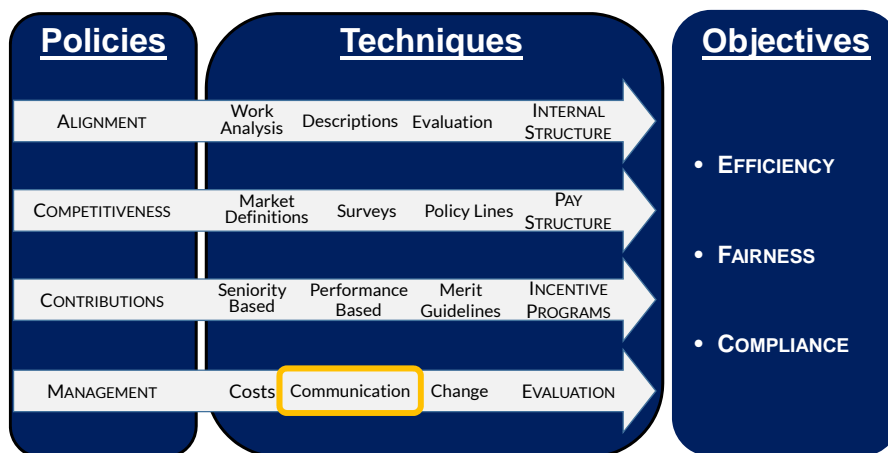 Policies
Techniques
Objectives
ALIGNMENT
Work
Analysis
Descriptions
Evaluation
INTERNAL
STRUCTURE
COMPETITIVENESS
Market
Definitions
Surveys
Policy Lines
PAY
STRUCTURE
CONTRIBUTIONS
Seniority
Based
Performance
Based
Merit
Guidelines
INCENTIVE
PROGRAMS
MANAGEMENT
Costs
Communication
Change
EVALUATION
• EFFICIENCY
• FAIRNESS
• COMPLIANCE